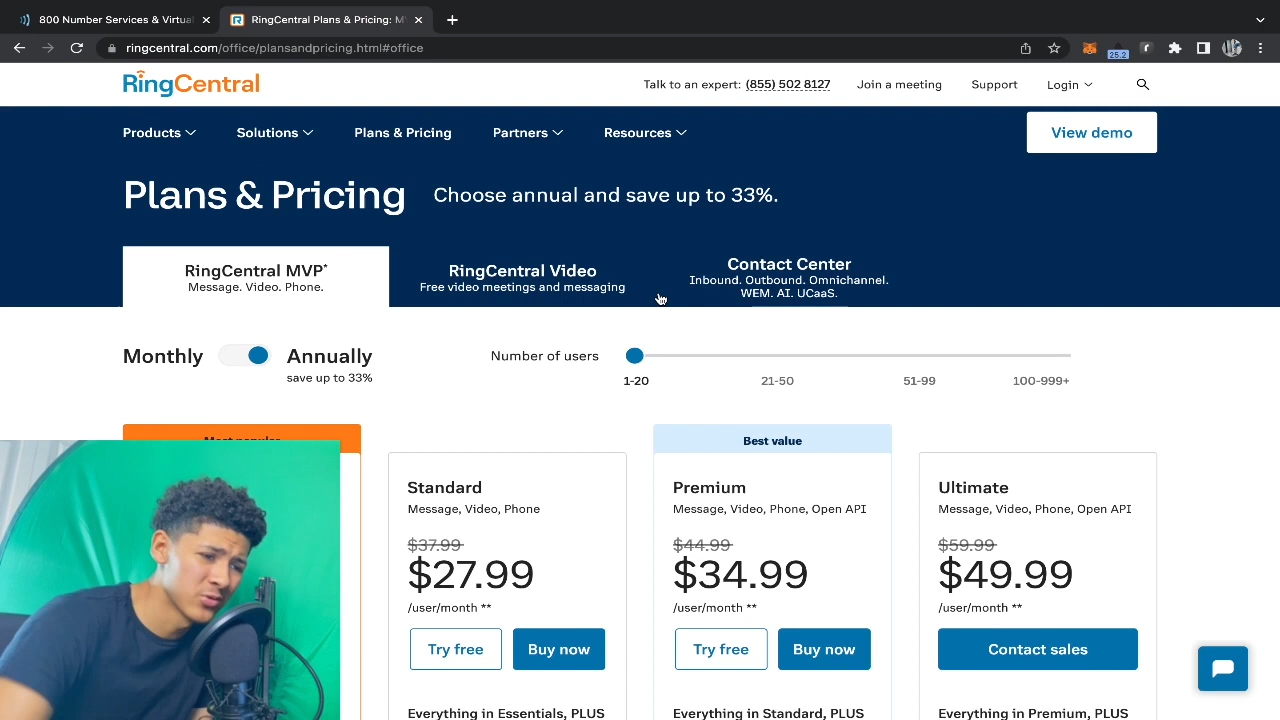 800 Number Services & Virtual
RingCentral Plans & Pricing: M
ringcentral.com/office/plansandpricing.html#office
25.2
RingCentral
Talk to an expert: (855) 502 8127
Join a meeting
Support
Login
Products
Solutions
Plans & Pricing
Partners
Resources
View demo
Plans & Pricing
Choose annual and save up to 33%.
RingCentral MVP*
Message. Video. Phone.
RingCentral Video
Free video meetings and messaging
Contact Center
Inbound. Outbound. Omnichannel.
WEM. AI. UCaaS.
Monthly
Annually
save up to 33%
Number of users
1-20
21-50
51-99
100-999+
Most popular
Standard
Message, Video, Phone
$37.99
$27.99
/user/month **
Try free
Buy now
Everything in Essentials, PLUS
Best value
Premium
Message, Video, Phone, Open API
$44.99
$34.99
/user/month **
Try free
Buy now
Everything in Standard, PLUS
Ultimate
Message, Video, Phone, Open API
$59.99
$49.99
/user/month **
Contact sales
Everything in Premium, PLUS